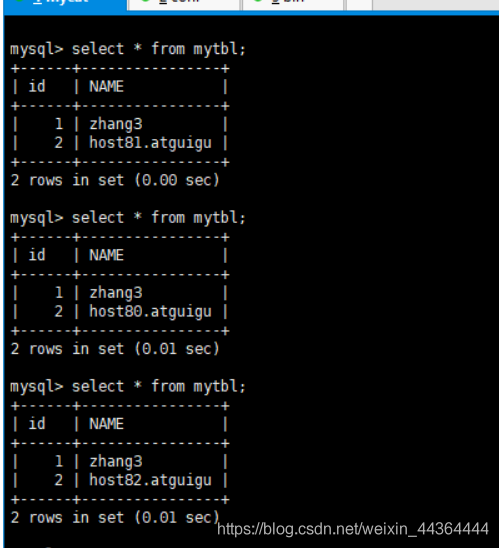 mysql> select * from mytbl;
+------+----------------+
| id   | NAME           |
+------+----------------+
|    1 | zhang3         |
|    2 | host81.atguigu |
+------+----------------+
2 rows in set (0.00 sec)
mysql> select * from mytbl;
+------+----------------+
| id   | NAME           |
+------+----------------+
|    1 | zhang3         |
|    2 | host80.atguigu |
+------+----------------+
2 rows in set (0.01 sec)
mysql> select * from mytbl;
+------+----------------+
| id   | NAME           |
+------+----------------+
|    1 | zhang3         |
|    2 | host82.atguigu |
+------+----------------+
2 rows in set (0.01 sec)
https://blog.csdn.net/weixin_44364444